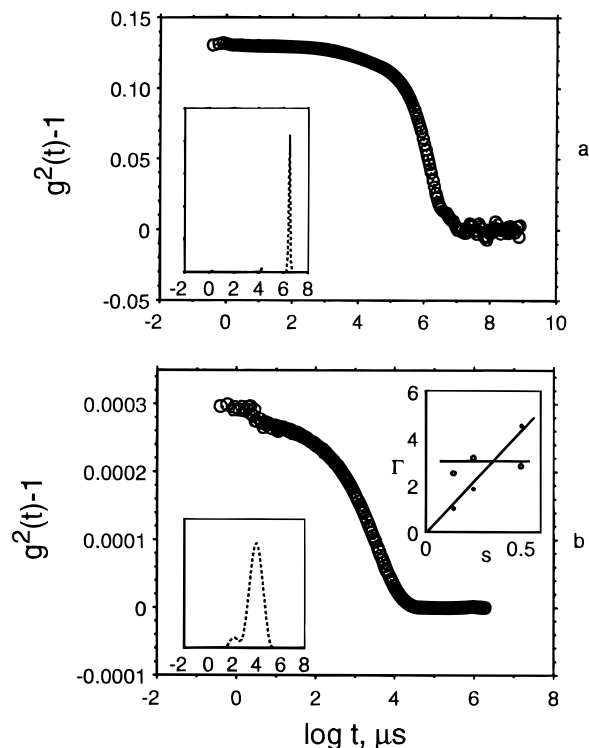 0.15
0.10
0.05
0
-0.05
g²(t)-1
-2 0 2 4 6 8
-2 0 2 4 6 8 10
a
0.0003
0.0002
0.0001
0
-0.0001
g²(t)-1
6
4
Γ
2
0
0 s 0.5
-2 0 2 4 6 8
-2 0 2 4 6 8
b
log t, μs